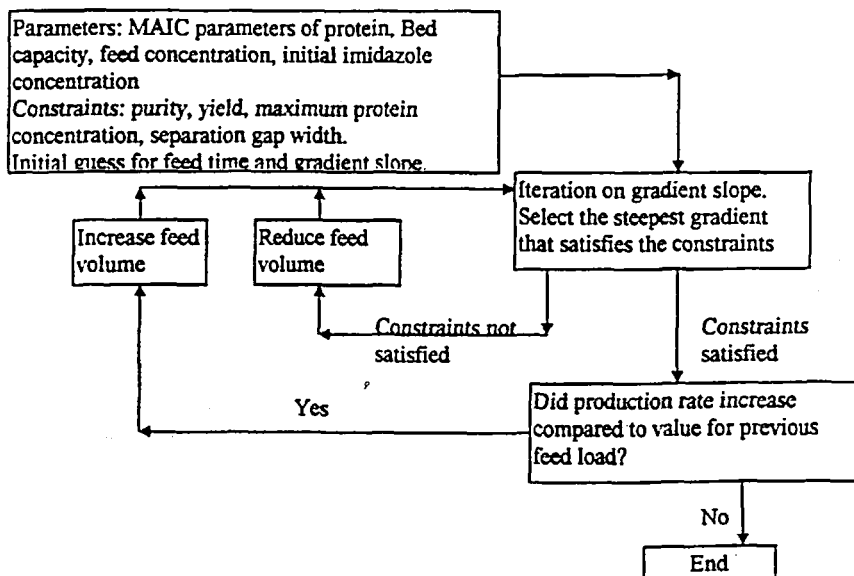 Parameters: MAIC parameters of protein, Bed
capacity, feed concentration, initial imidazole
concentration
Constraints: purity, yield, maximum protein
concentration, separation gap width.
Initial guess for feed time and gradient slope.
Iteration on gradient slope.
Select the steepest gradient
that satisfies the constraints
Increase feed
volume
Reduce feed
volume
Constraints not
satisfied
Constraints
satisfied
Yes
Did production rate increase
compared to value for previous
feed load?
No
End